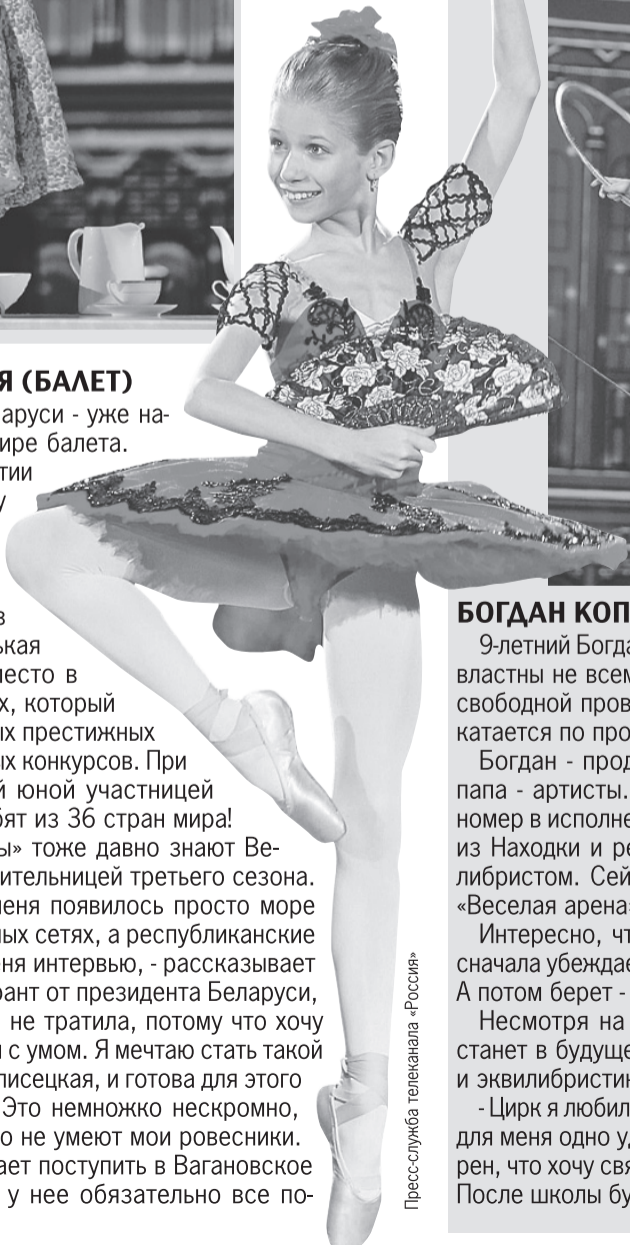 Я (БАЛЕТ)
аруси - уже на-
ире балета.
тии
у
в
ькая
есто в
х, который
ых престижных
ых конкурсов. При
й юной участницей
бят из 36 стран мира!
ы» тоже давно знают Ве-
ительницей третьего сезона.
меня появилось просто море
ных сетях, а республиканские
ня интервью, - рассказывает
рант от президента Беларуси,
не тратила, потому что хочу
с умом. Я мечтаю стать такой
лисецкая, и готова для этого
Это немножко нескромно,
о не умеют мои ровесники.
ает поступить в Вагановское
у нее обязательно все по-
Пресс-служба телеканала «Россия»
БОГДАН КОП
9-летний Богда
властны не всем
свободной пров
катается по про
Богдан - прод
папа - артисты.
номер в исполне
из Находки и ре
либристом. Сей
«Веселая арена»
Интересно, чт
сначала убеждае
А потом берет -
Несмотря на
станет в будуще
и эквилибристик
- Цирк я любил
для меня одно уд
рен, что хочу свя
После школы бу